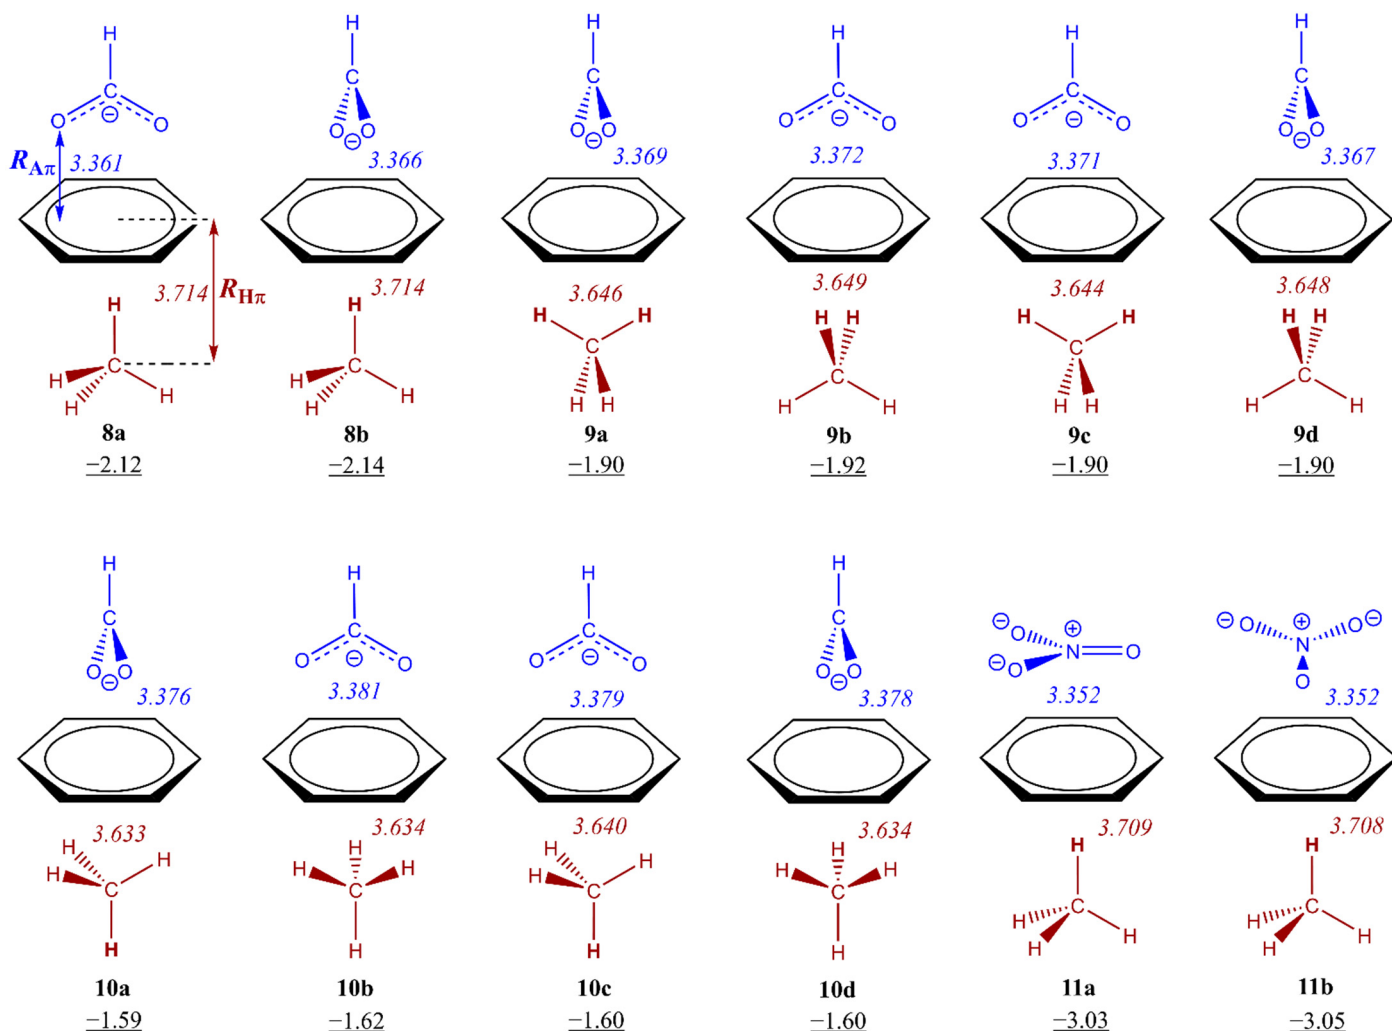 H H H H H H
C C C C C C
⊖ ⊖ ⊖ ⊖ ⊖ ⊖
O O O O O O O O O O O O
R_Aπ 3.361 3.366 3.369 3.372 3.371 3.367
3.714 R_Hπ 3.714 3.646 3.649 3.644 3.648
H H H H H H H H H H
C C C C C C
H H H H H H H H H H H H H H
8a 8b 9a 9b 9c 9d
−2.12 −2.14 −1.90 −1.92 −1.90 −1.90
H H H H
C C C C ⊖ O N ⊕ O ⊖ O N ⊕ O ⊖
⊖ ⊖ ⊖ ⊖ ⊖ O O
O O O O O O O O
3.376 3.381 3.379 3.378 3.352 3.352
3.633 3.634 3.640 3.634 3.709 3.708
H H H H H H H H H H H H H H
C C C C C C
H H H H H H H H H H
10a 10b 10c 10d 11a 11b
−1.59 −1.62 −1.60 −1.60 −3.03 −3.05